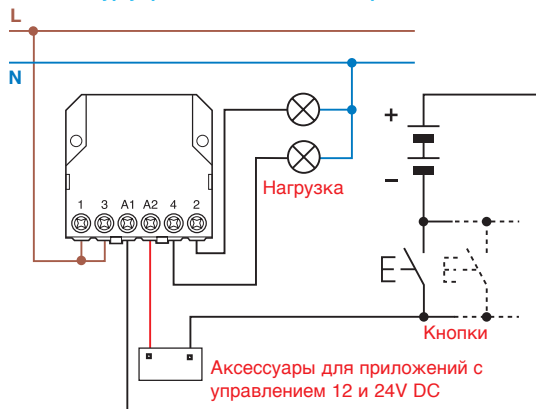 L
N
1 3 A1 A2 4 2
Нагрузка
+
−
Кнопки
Аксессуары для приложений с
управлением 12 и 24V DC